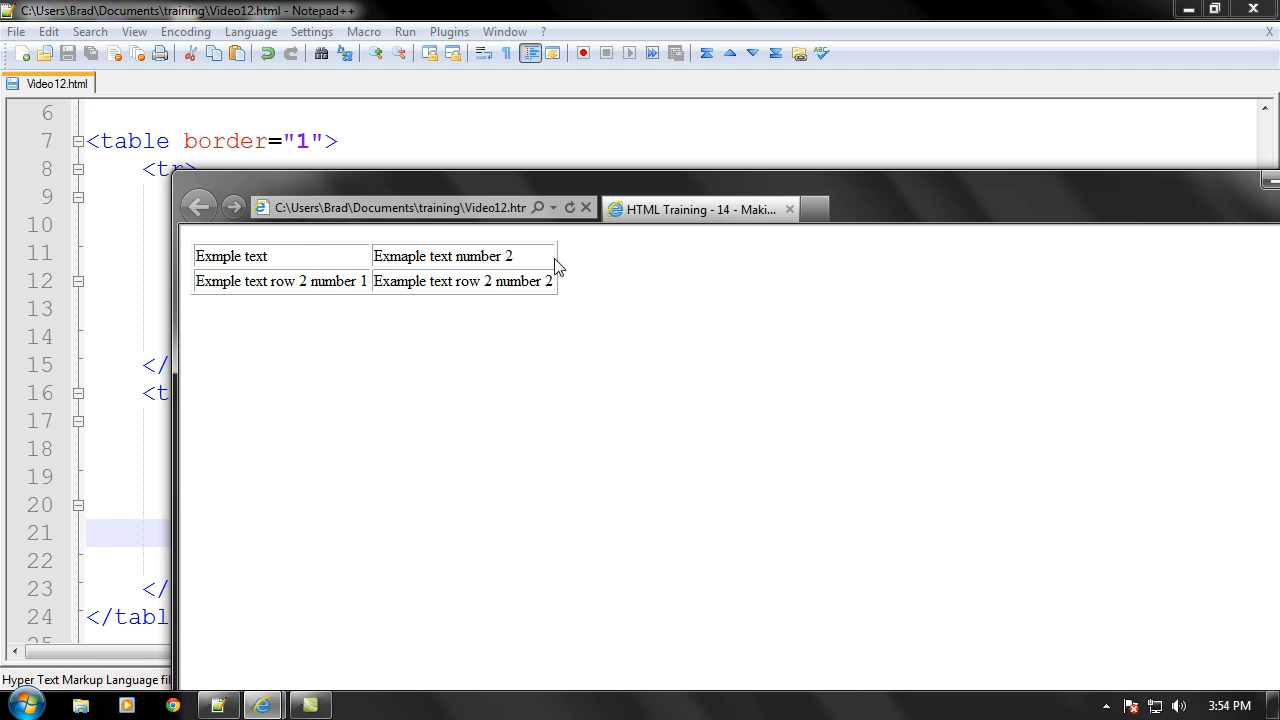 C:\Users\Brad\Documents\training\Video12.html - Notepad++
File Edit Search View Encoding Language Settings Macro Run Plugins Window ? X
Video12.html
6
7 <table border="1">
8 <tr>
9
10
11
12
13
14
15 </
16 <t
17
18
19
20
21
22
23 </
24 </tabl
25
C:\Users\Brad\Documents\training\Video12.htr
HTML Training - 14 - Maki...
Exmple text Exmaple text number 2
Exmple text row 2 number 1 Example text row 2 number 2
Hyper Text Markup Language fil
3:54 PM